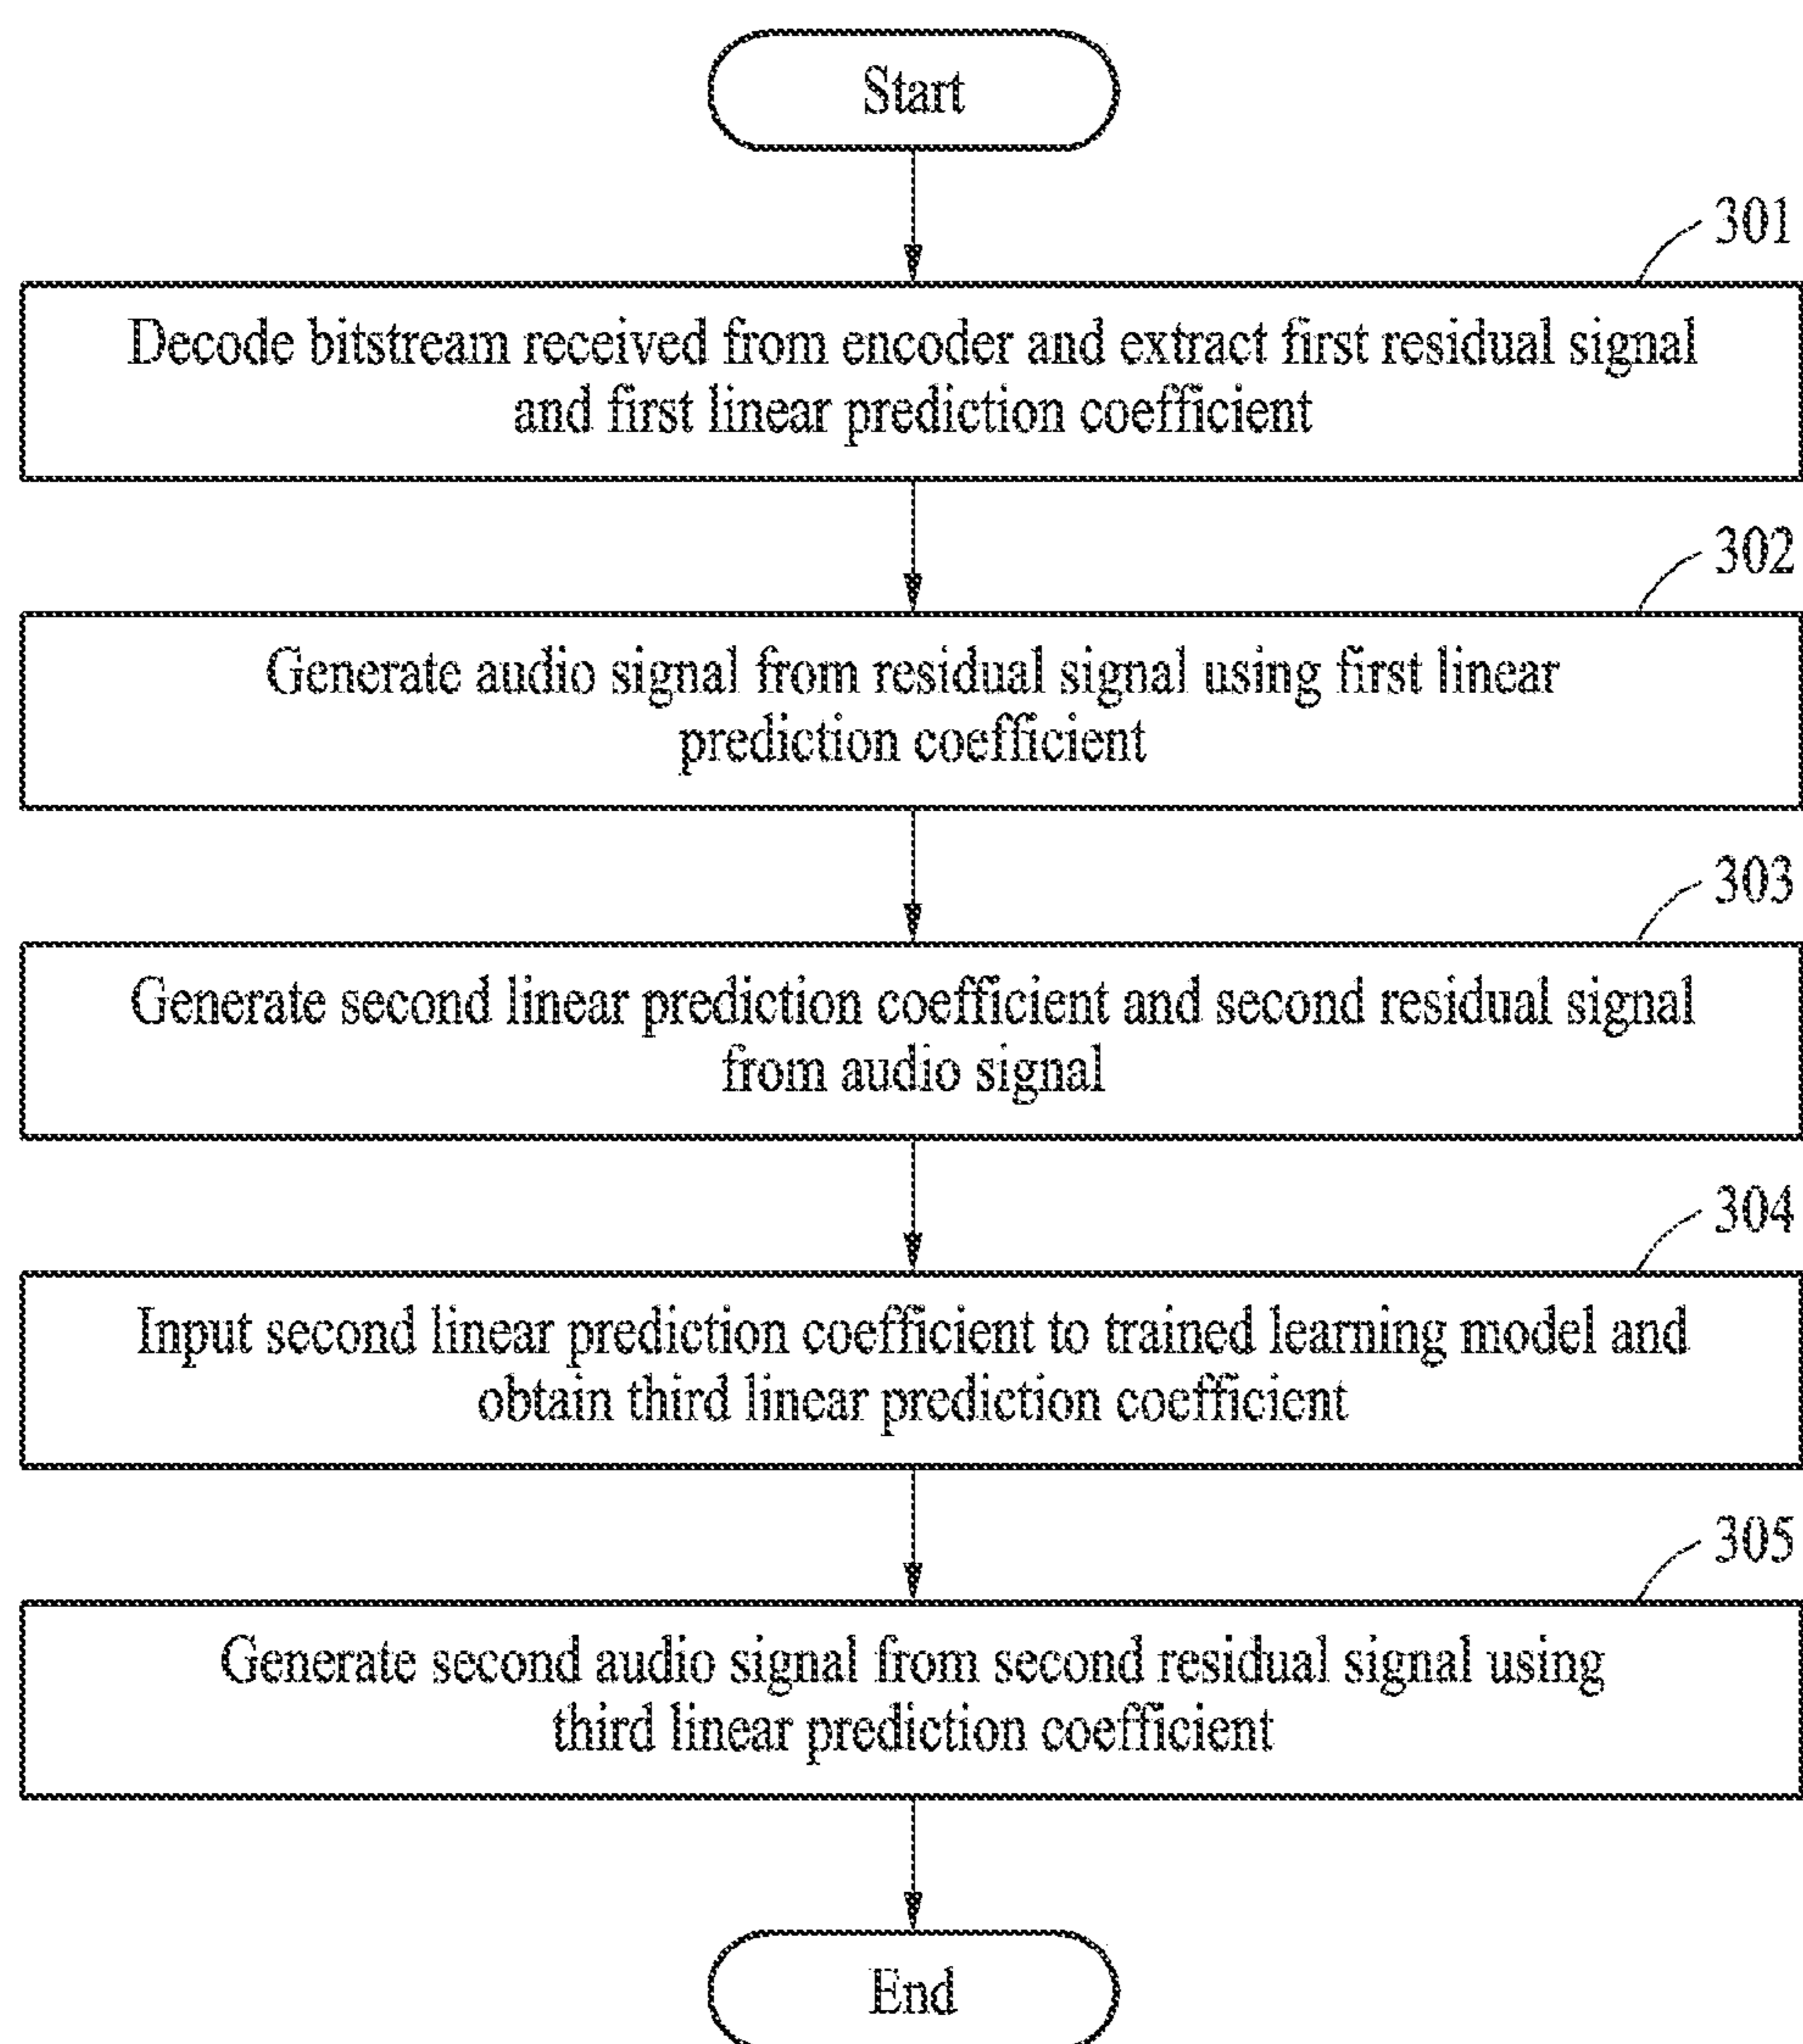 Start
301
Decode bitstream received from encoder and extract first residual signal
and first linear prediction coefficient
302
Generate audio signal from residual signal using first linear
prediction coefficient
303
Generate second linear prediction coefficient and second residual signal
from audio signal
304
Input second linear prediction coefficient to trained learning model and
obtain third linear prediction coefficient
305
Generate second audio signal from second residual signal using
third linear prediction coefficient
End